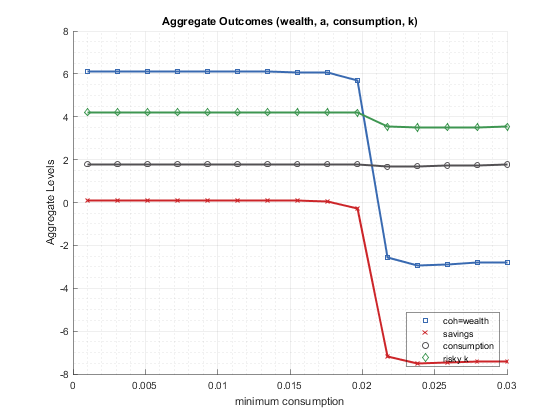 Aggregate Outcomes (wealth, a, consumption, k)
8
6
4
2
0
-2
-4
-6
-8
Aggregate Levels
coh=wealth
savings
consumption
risky k
0
0.005
0.01
0.015
0.02
0.025
0.03
minimum consumption